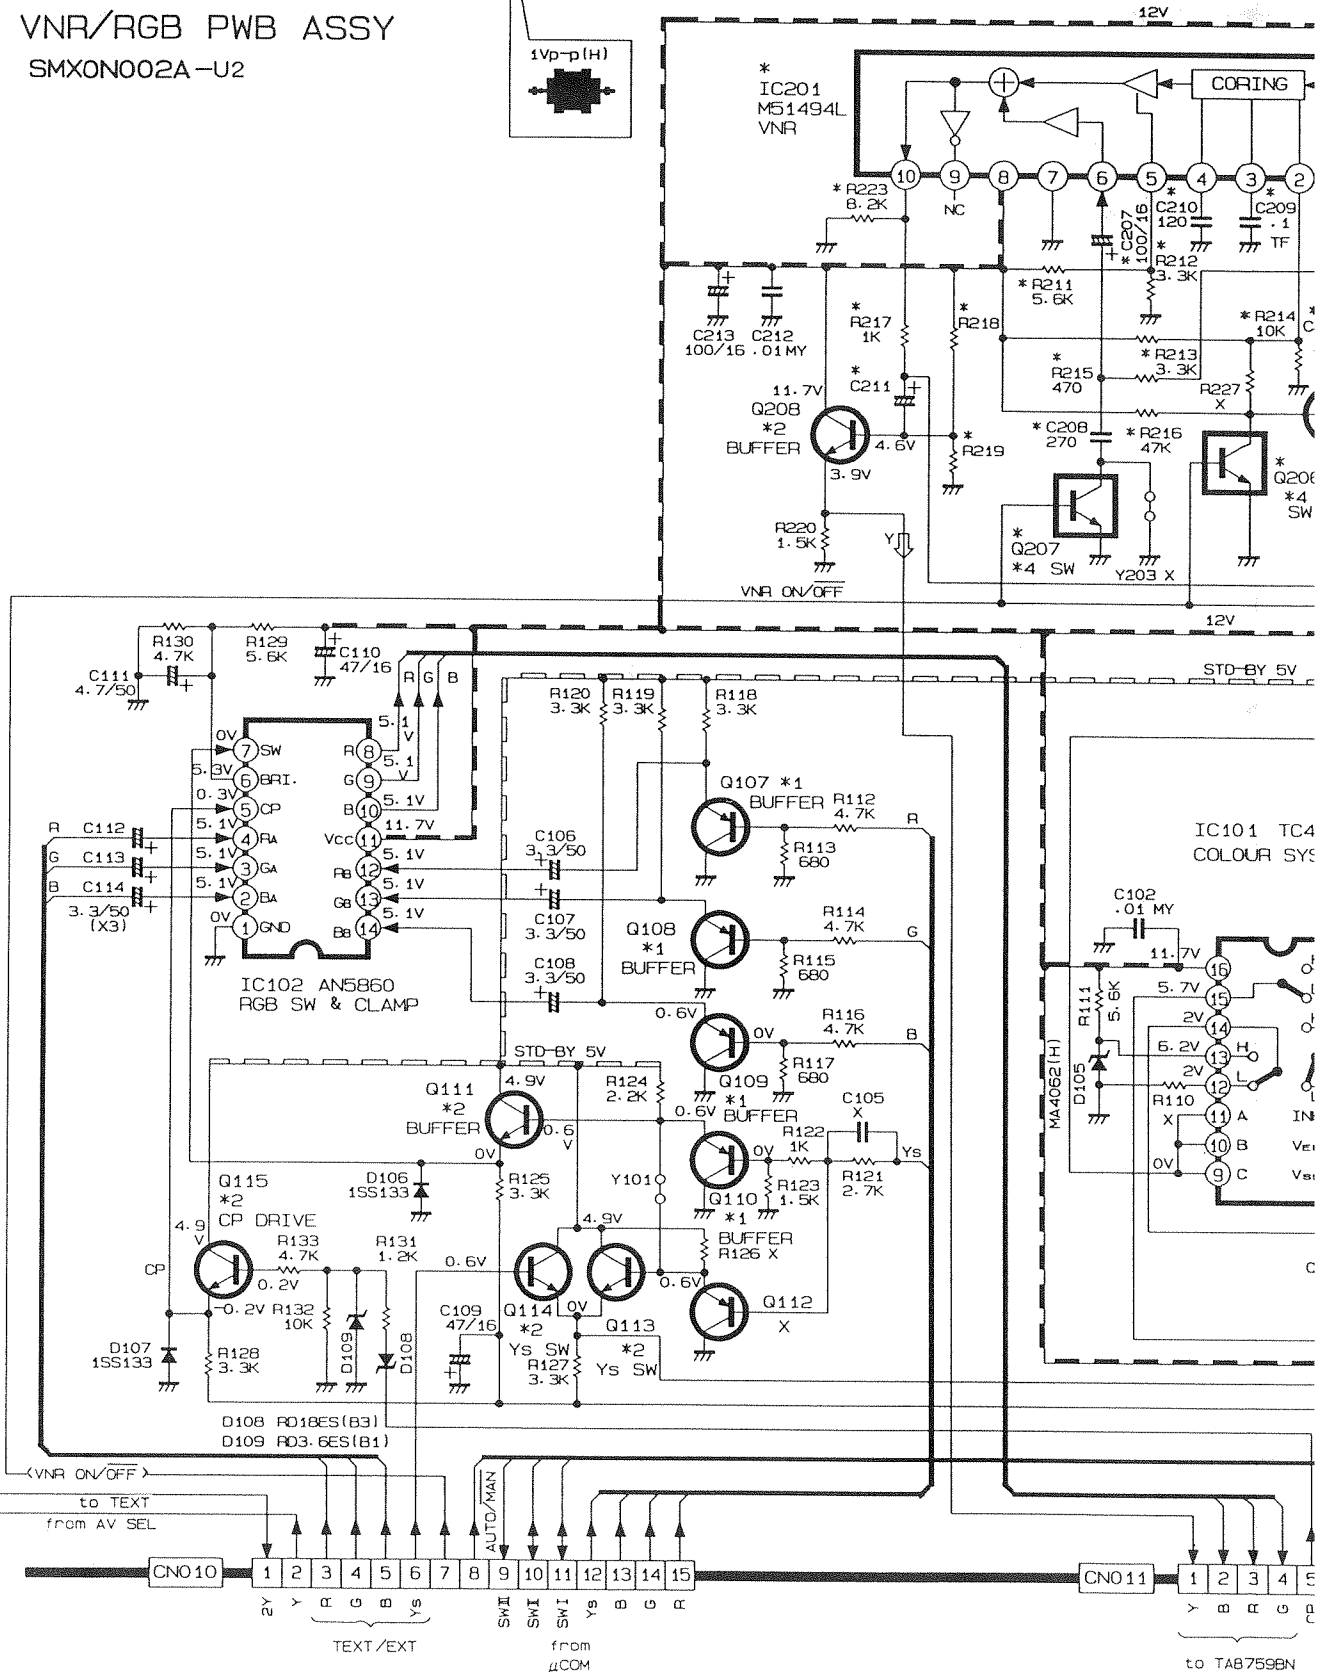 VNR/RGB PWB ASSY
SMX0N002A-U2
1Vp-p(H)
12V
*
IC201
M51494L
VNR
CORING
10 9 8 7 6 5 4 3 2
* R223
8.2K
NC
* C207
100/16
*
C210
120
*
C209
.1
TF
*
R212
3.3K
* R211
5.6K
C213
100/16
C212
.01MY
*
R217
1K
*
R218
* R214
10K
*
R213
3.3K
*
R215
470
R227
X
*
C211
11.7V
Q208
*2
BUFFER
4.6V
3.9V
*
R219
* C208
270
* R216
47K
*
Q206
*4
SW
R220
1.5K
Y
*
Q207
*4 SW
Y203 X
VNR ON/OFF
12V
R130
4.7K
R129
5.6K
C110
47/16
C111
4.7/50
R G B
R120
3.3K
R119
3.3K
R118
3.3K
STD-BY 5V
0V 7 SW
5.3V 6 BRI.
0.3V 5 CP
5.1V 4 RA
5.1V 3 GA
5.1V 2 BA
0V 1 GND
R 8 5.1V
G 9 5.1V
B 10 5.1V
VCC 11 11.7V
RB 12 5.1V
GB 13 5.1V
BB 14 5.1V
R C112
G C113
B C114
3.3/50
(X3)
IC102 AN5860
RGB SW & CLAMP
C106
3.3/50
C107
3.3/50
C108
3.3/50
Q107 *1
BUFFER
R112
4.7K
R
R113
680
Q108
*1
BUFFER
R114
4.7K
G
R115
680
0.6V
0V
R116
4.7K
B
R117
680
Q109
*1
BUFFER
IC101 TC4
COLOUR SYS
C102
.01 MY
11.7V 16
5.7V 15
2V 14
6.2V 13 H
2V 12 L
11 A
10 B
0V 9 C
R111
5.6K
MA4062(H)
D105
R110
X
STD-BY 5V
4.9V
Q111
*2
BUFFER
R124
2.2K
0.6V
0.6V
0V
C105
X
R122
1K
Ys
0V
R121
2.7K
R123
1.5K
Q110
*1
BUFFER
D106
1SS133
R125
3.3K
Y101
Q115
*2
CP DRIVE
4.9V
4.9V
R126 X
CP
R133
4.7K
R131
1.2K
0.2V
-0.2V
0.6V
0.6V
Q112
X
R132
10K
D109
D108
C109
47/16
Q114
*2
Ys SW
0V
Q113
*2
Ys SW
D107
1SS133
R128
3.3K
R127
3.3K
D108 RD18ES(B3)
D109 RD3.6ES(B1)
(VNR ON/OFF)
to TEXT
from AV SEL
AUTO/MAN
CN010 1 2 3 4 5 6 7 8 9 10 11 12 13 14 15
2Y Y R G B Ys SWⅢ SWⅡ SWI Ys B G R
TEXT/EXT
from
μCOM
CN011 1 2 3 4 5
Y B R G
to TA8759BN